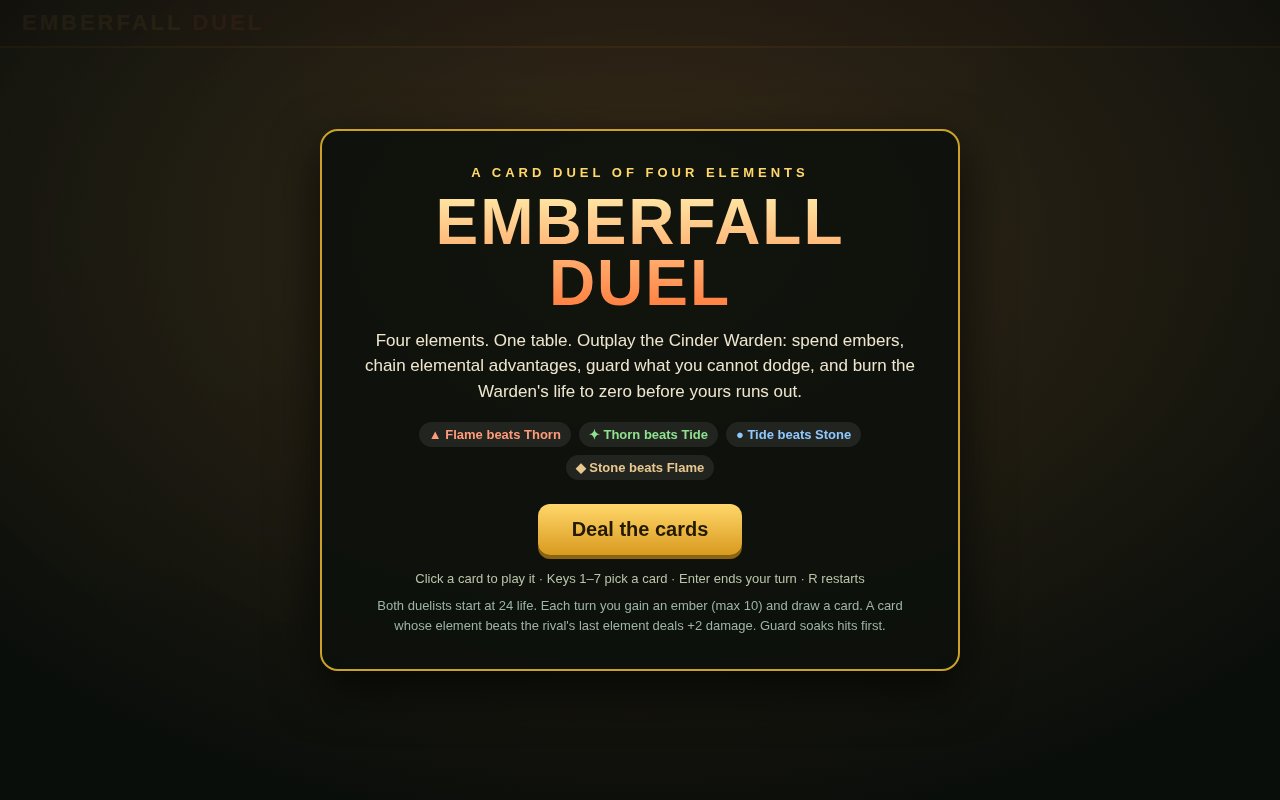 EMBERFALL DUEL
A CARD DUEL OF FOUR ELEMENTS
EMBERFALL
DUEL
Four elements. One table. Outplay the Cinder Warden: spend embers,
chain elemental advantages, guard what you cannot dodge, and burn the
Warden's life to zero before yours runs out.
▲ Flame beats Thorn ✦ Thorn beats Tide ● Tide beats Stone
◆ Stone beats Flame
Deal the cards
Click a card to play it · Keys 1–7 pick a card · Enter ends your turn · R restarts
Both duelists start at 24 life. Each turn you gain an ember (max 10) and draw a card. A card
whose element beats the rival's last element deals +2 damage. Guard soaks hits first.